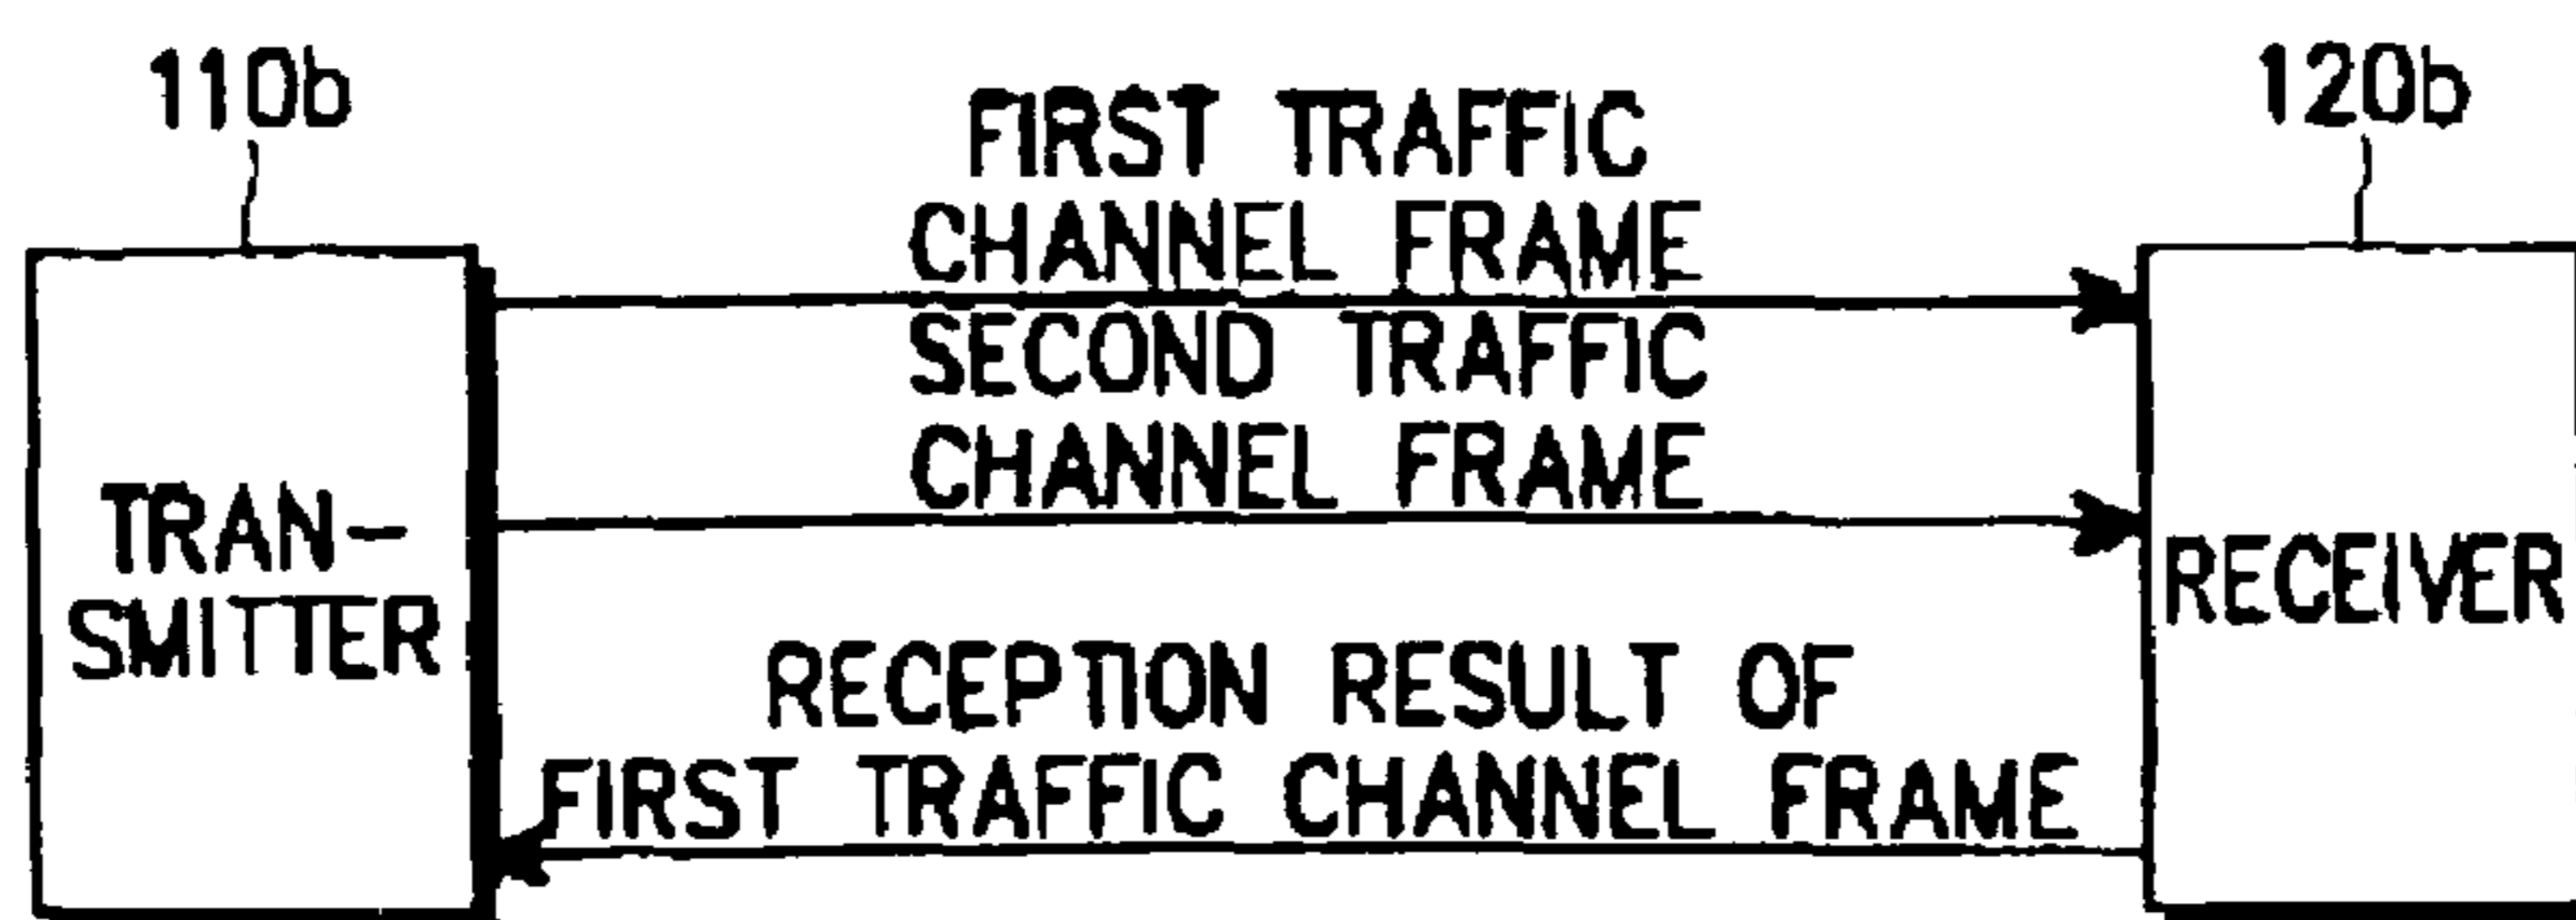 110b
120b
FIRST TRAFFIC
CHANNEL FRAME
SECOND TRAFFIC
CHANNEL FRAME
TRAN-
SMITTER
RECEIVER
RECEPTION RESULT OF
FIRST TRAFFIC CHANNEL FRAME